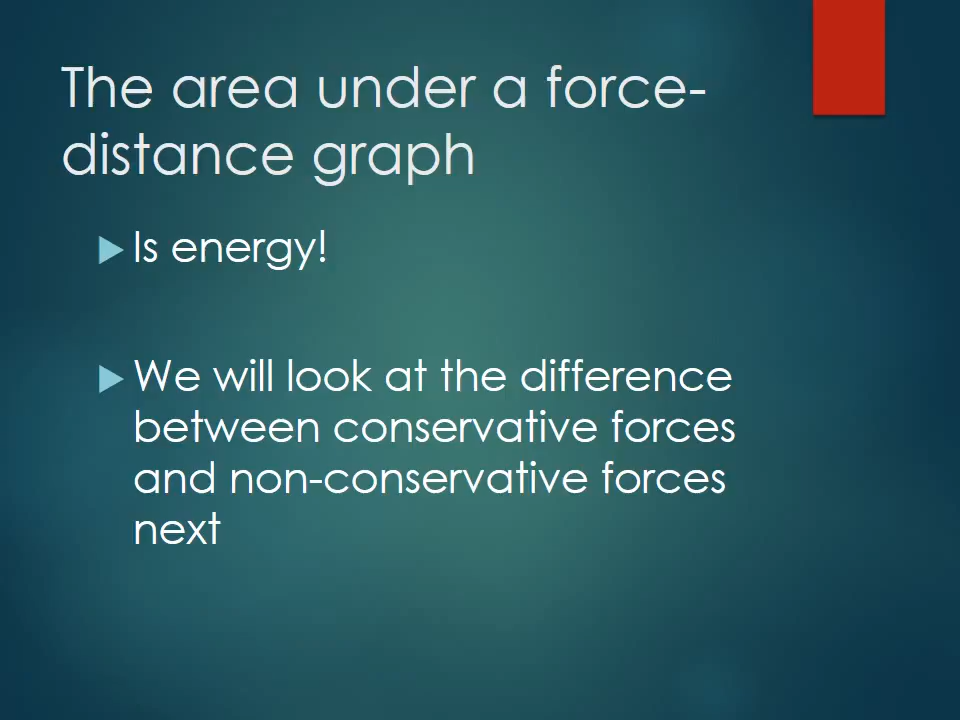 The area under a force-
distance graph
Is energy!
We will look at the difference
between conservative forces
and non-conservative forces
next